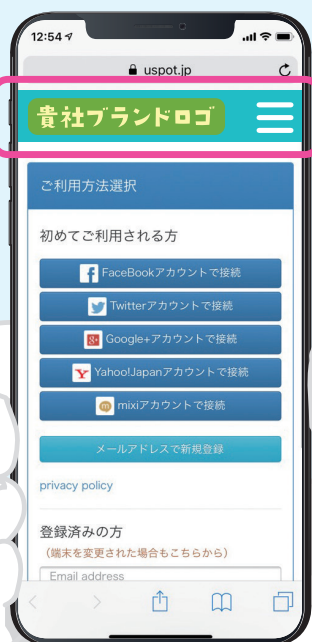 12:54
uspot.jp
貴社ブランドロゴ
ご利用方法選択
初めてご利用される方
FaceBookアカウントで接続
Twitterアカウントで接続
Google+アカウントで接続
Yahoo!Japanアカウントで接続
mixiアカウントで接続
メールアドレスで新規登録
privacy policy
登録済みの方
(端末を変更された場合もこちらから)
Email address